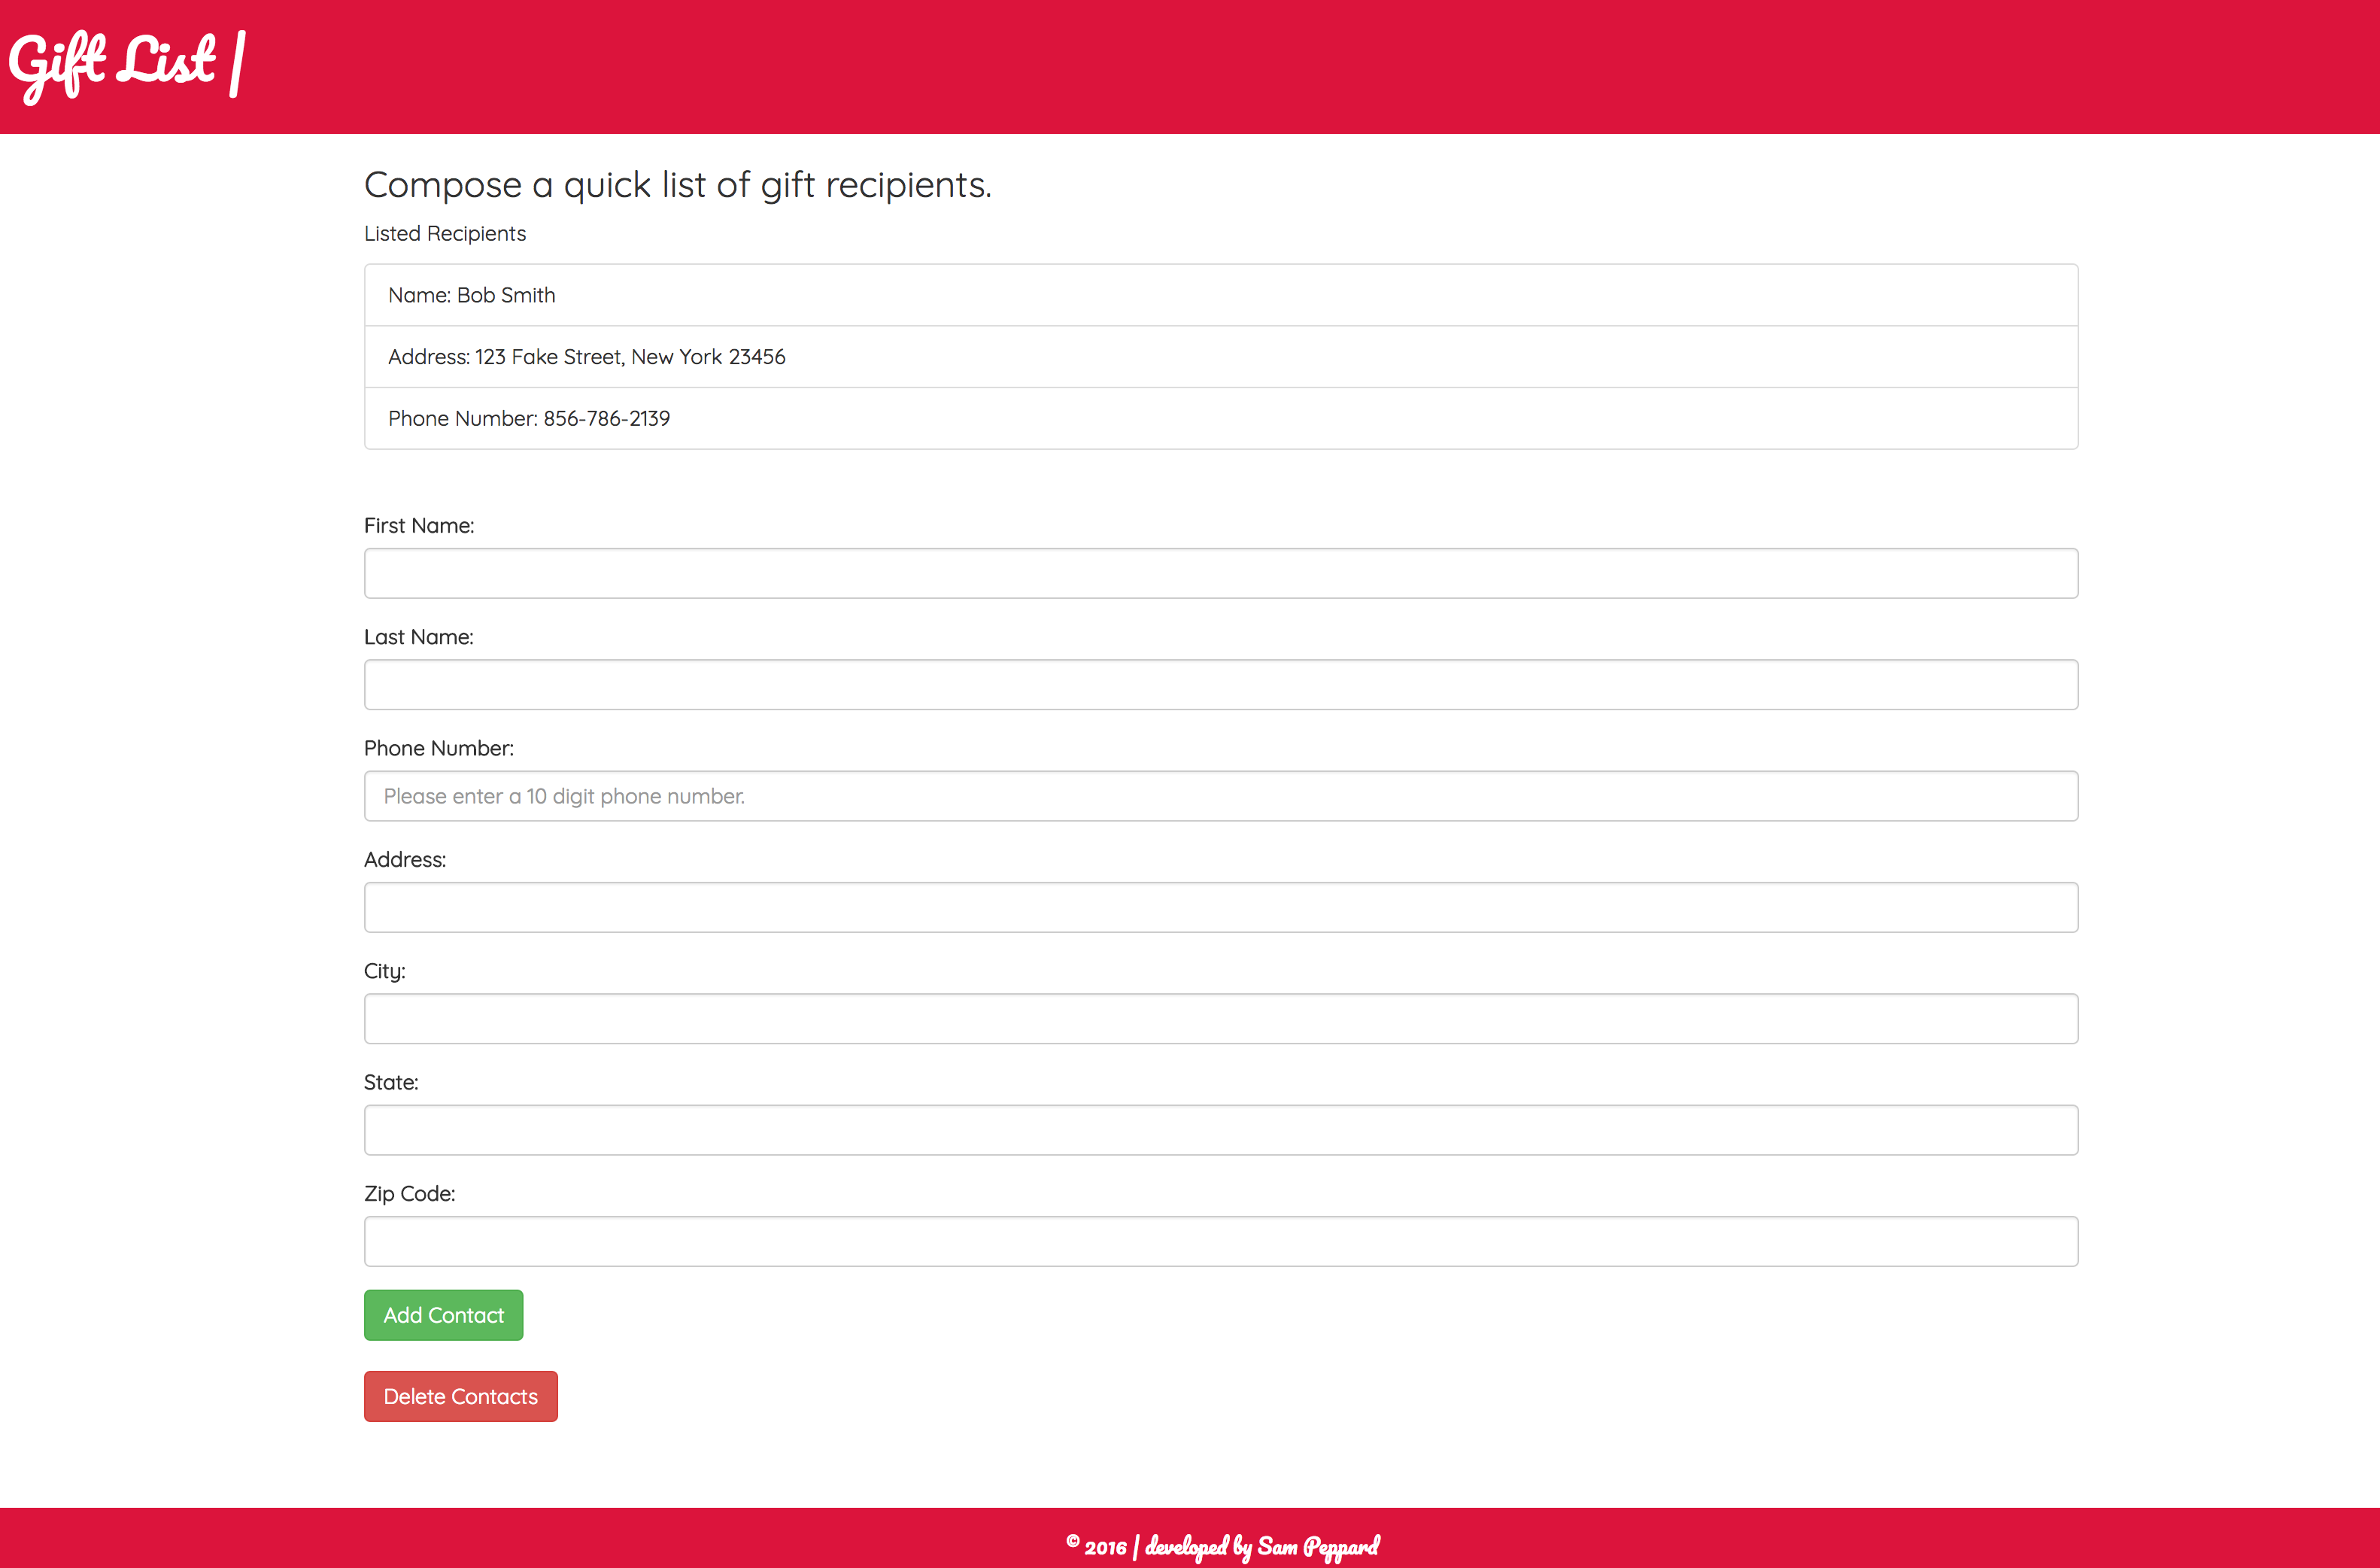 Gift List |
Compose a quick list of gift recipients.
Listed Recipients
Name: Bob Smith
Address: 123 Fake Street, New York 23456
Phone Number: 856-786-2139
First Name:
Last Name:
Phone Number:
Please enter a 10 digit phone number.
Address:
City:
State:
Zip Code:
Add Contact
Delete Contacts
© 2016 | developed by Sam Peppard